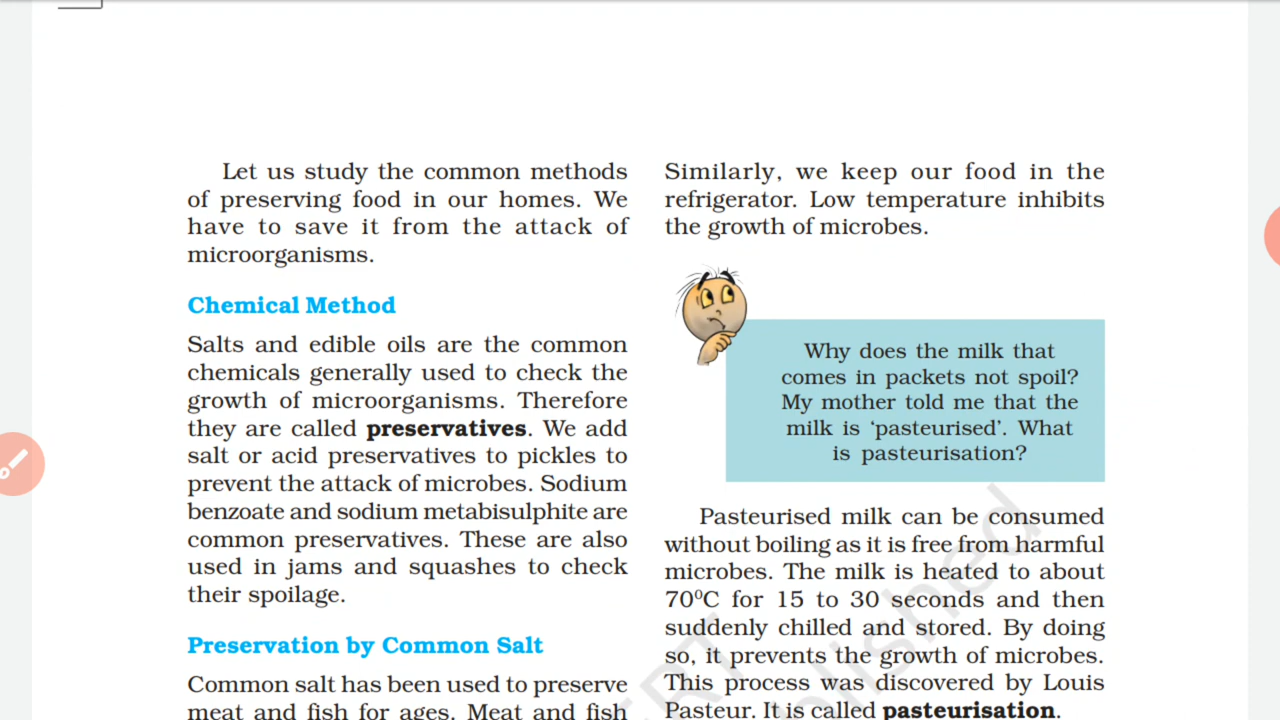 Let us study the common methods
of preserving food in our homes. We
have to save it from the attack of
microorganisms.
Chemical Method
Salts and edible oils are the common
chemicals generally used to check the
growth of microorganisms. Therefore
they are called preservatives. We add
salt or acid preservatives to pickles to
prevent the attack of microbes. Sodium
benzoate and sodium metabisulphite are
common preservatives. These are also
used in jams and squashes to check
their spoilage.
Preservation by Common Salt
Common salt has been used to preserve
meat and fish for ages. Meat and fish
Similarly, we keep our food in the
refrigerator. Low temperature inhibits
the growth of microbes.
Why does the milk that
comes in packets not spoil?
My mother told me that the
milk is ‘pasteurised’. What
is pasteurisation?
Pasteurised milk can be consumed
without boiling as it is free from harmful
microbes. The milk is heated to about
70⁰C for 15 to 30 seconds and then
suddenly chilled and stored. By doing
so, it prevents the growth of microbes.
This process was discovered by Louis
Pasteur. It is called pasteurisation.